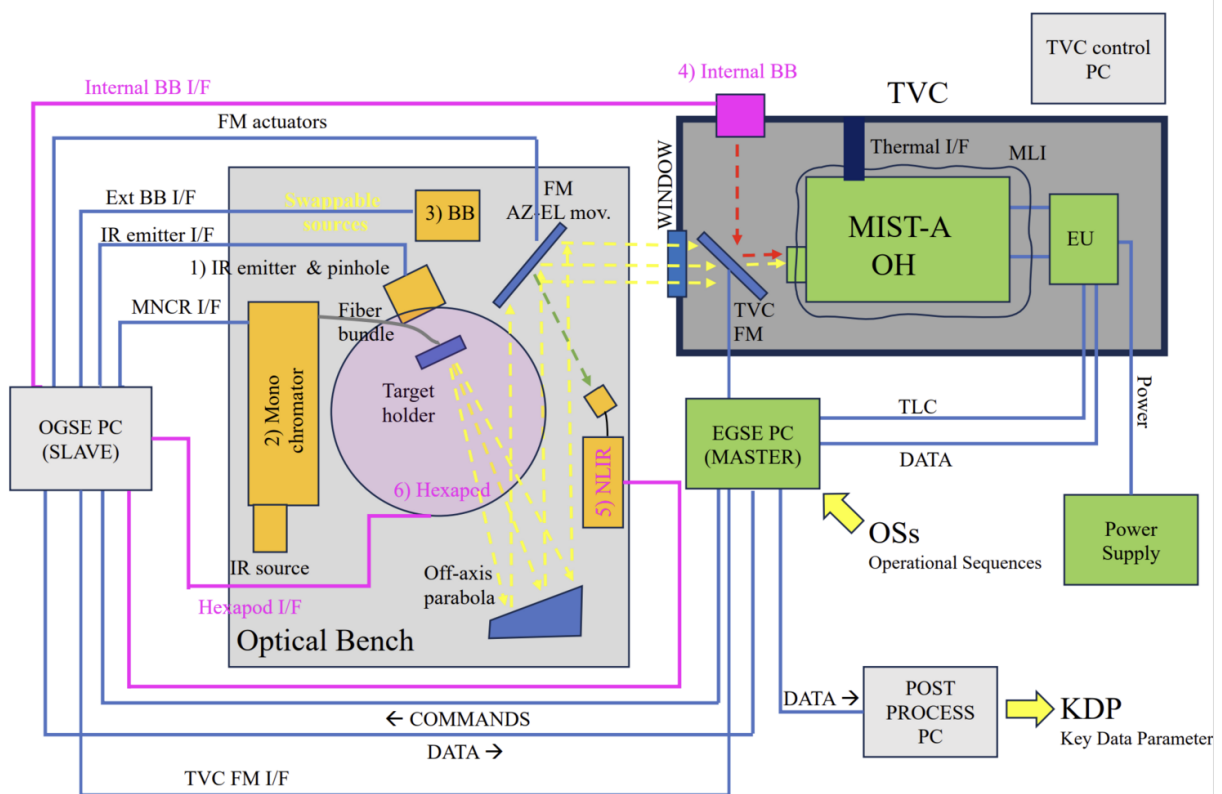 TVC control
PC
Internal BB I/F
4) Internal BB
TVC
FM actuators
Thermal I/F
MLI
WINDOW
Ext BB I/F
Swappable
sources
3) BB
FM
AZ-EL mov.
MIST-A
OH
EU
IR emitter I/F
1) IR emitter & pinhole
MNCR I/F
Fiber
bundle
TVC
FM
Target
holder
2) Mono
chromator
OGSE PC
(SLAVE)
6) Hexapod
5) NLIR
EGSE PC
(MASTER)
TLC
DATA
Power
OSs
Operational Sequences
Power
Supply
IR source
Off-axis
parabola
Hexapod I/F
Optical Bench
DATA →
POST
PROCESS
PC
KDP
Key Data Parameter
← COMMANDS
DATA →
TVC FM I/F